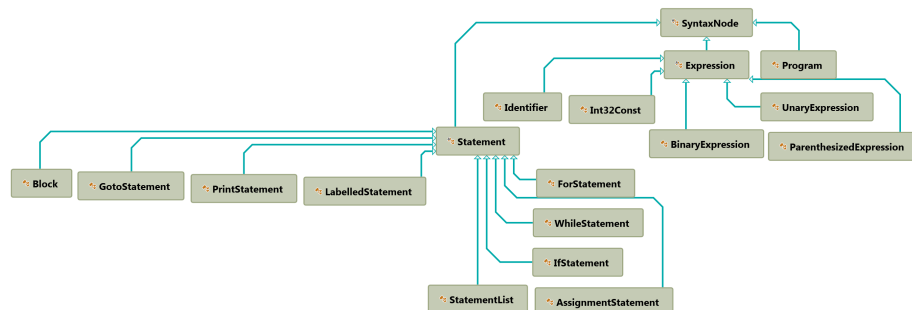 SyntaxNode
Expression
Program
Identifier
Int32Const
UnaryExpression
BinaryExpression
ParenthesizedExpression
Statement
Block
GotoStatement
PrintStatement
LabelledStatement
ForStatement
WhileStatement
IfStatement
StatementList
AssignmentStatement